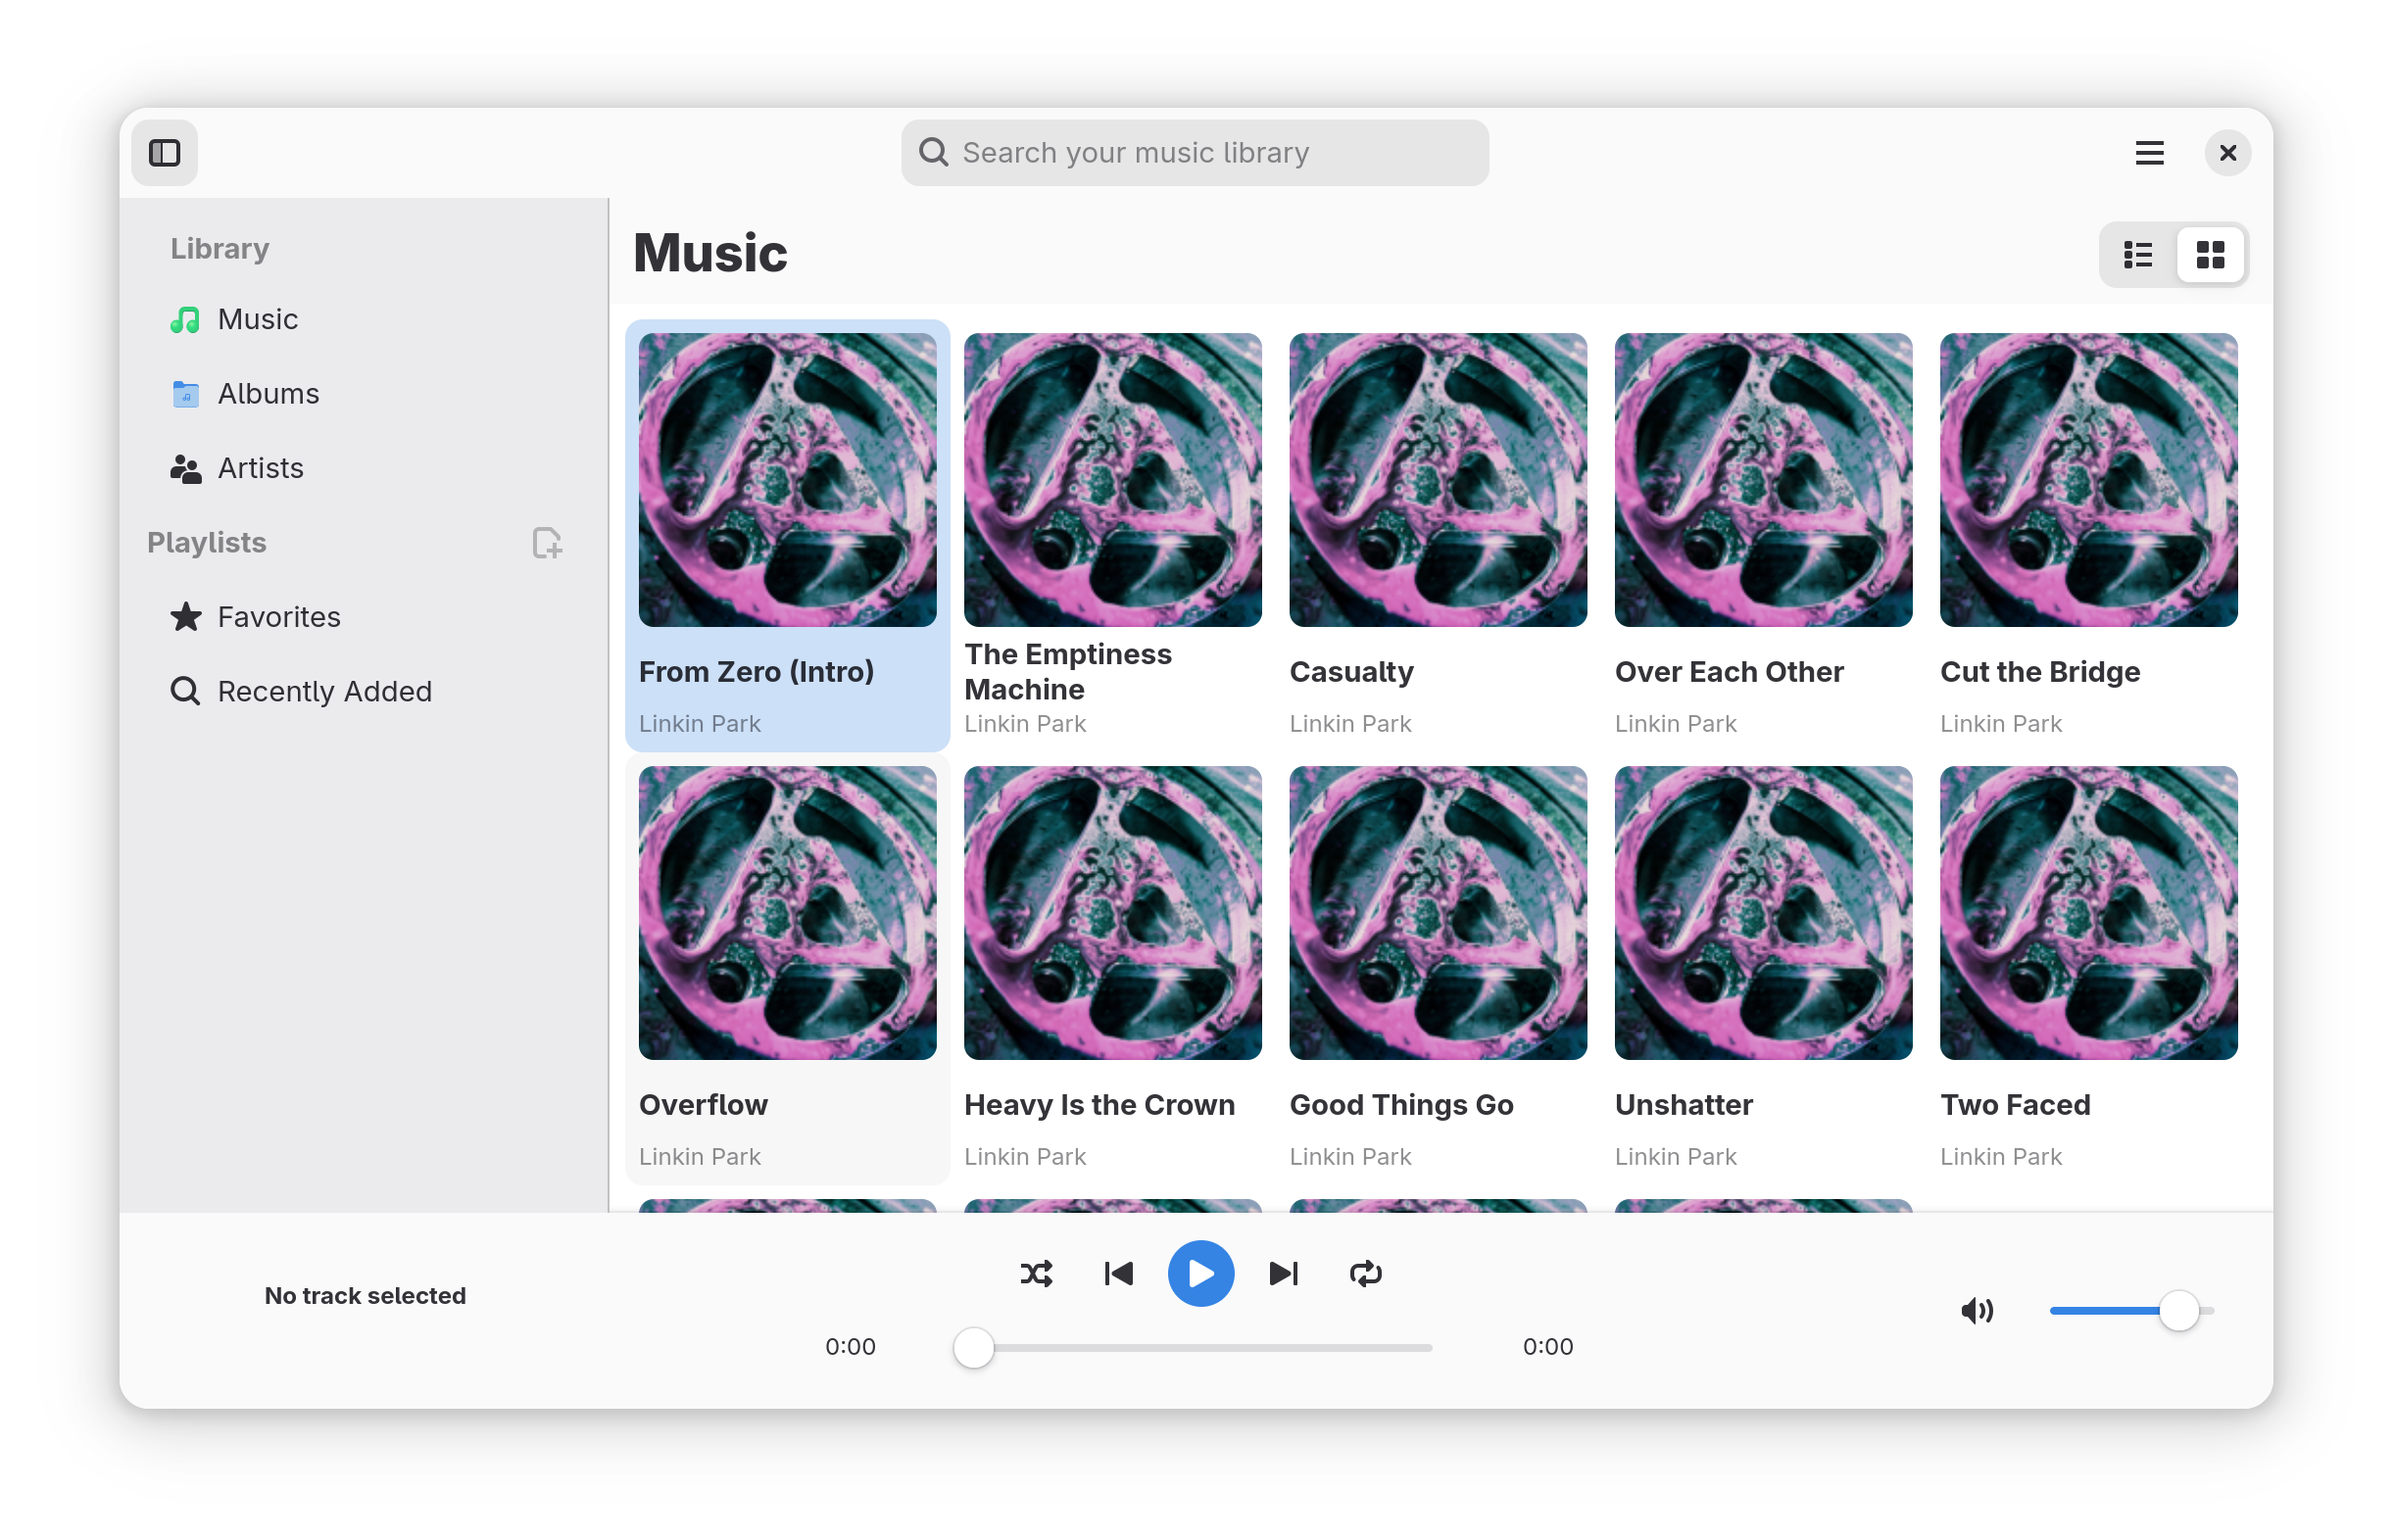 Search your music library
Library
Music
Albums
Artists
Playlists
Favorites
Recently Added
Music
From Zero (Intro)
Linkin Park
The Emptiness
Machine
Linkin Park
Casualty
Linkin Park
Over Each Other
Linkin Park
Cut the Bridge
Linkin Park
Overflow
Linkin Park
Heavy Is the Crown
Linkin Park
Good Things Go
Linkin Park
Unshatter
Linkin Park
Two Faced
Linkin Park
No track selected
0:00
0:00